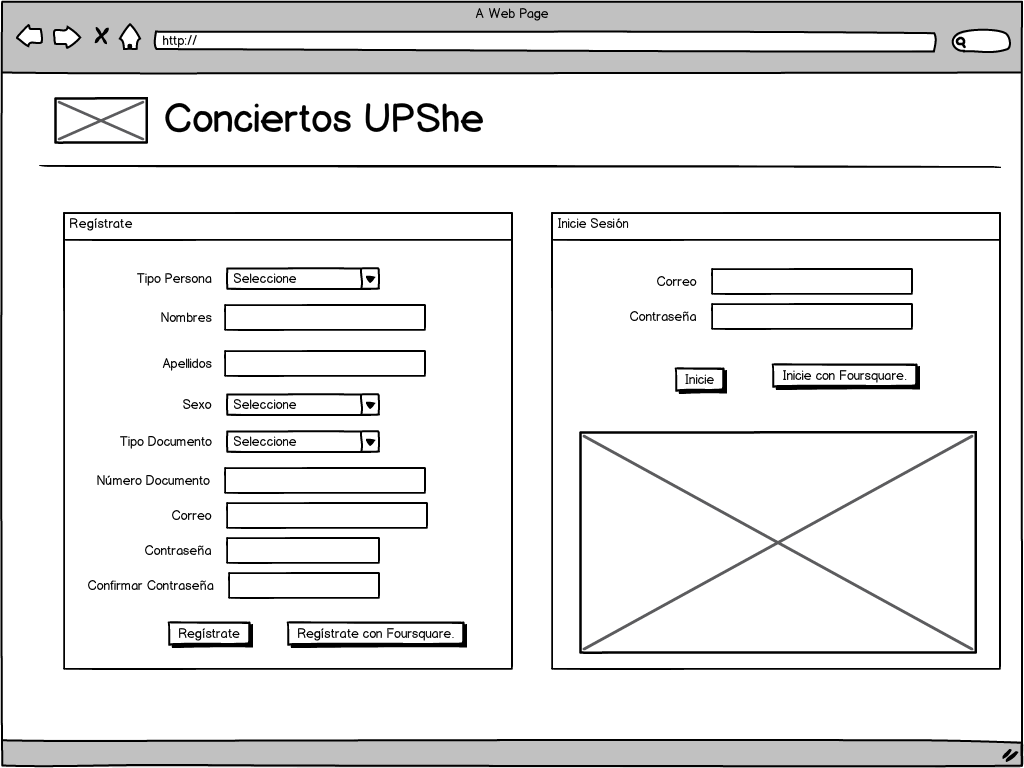 A Web Page
http://
Conciertos UPShe
Regístrate
Tipo Persona Seleccione
Nombres
Apellidos
Sexo Seleccione
Tipo Documento Seleccione
Número Documento
Correo
Contraseña
Confirmar Contraseña
Regístrate Regístrate con Foursquare.
Inicie Sesión
Correo
Contraseña
Inicie Inicie con Foursquare.